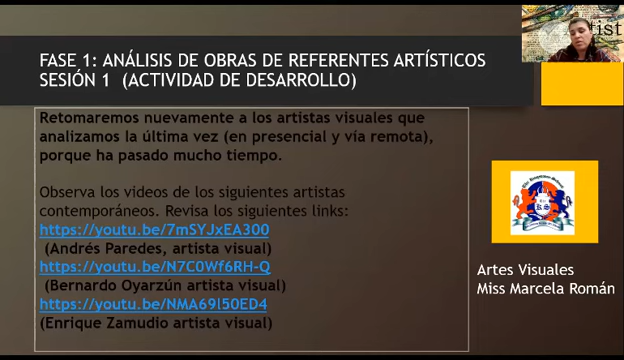 FASE 1: ANÁLISIS DE OBRAS DE REFERENTES ARTÍSTICOS
SESIÓN 1 (ACTIVIDAD DE DESARROLLO)
Retomaremos nuevamente a los artistas visuales que
analizamos la última vez (en presencial y vía remota),
porque ha pasado mucho tiempo.
Observa los videos de los siguientes artistas
contemporáneos. Revisa los siguientes links:
https://youtu.be/7mSYJxEA300
(Andrés Paredes, artista visual)
https://youtu.be/N7C0Wf6RH-Q
(Bernardo Oyarzún artista visual)
https://youtu.be/NMA69l50ED4
(Enrique Zamudio artista visual)
Artes Visuales
Miss Marcela Román